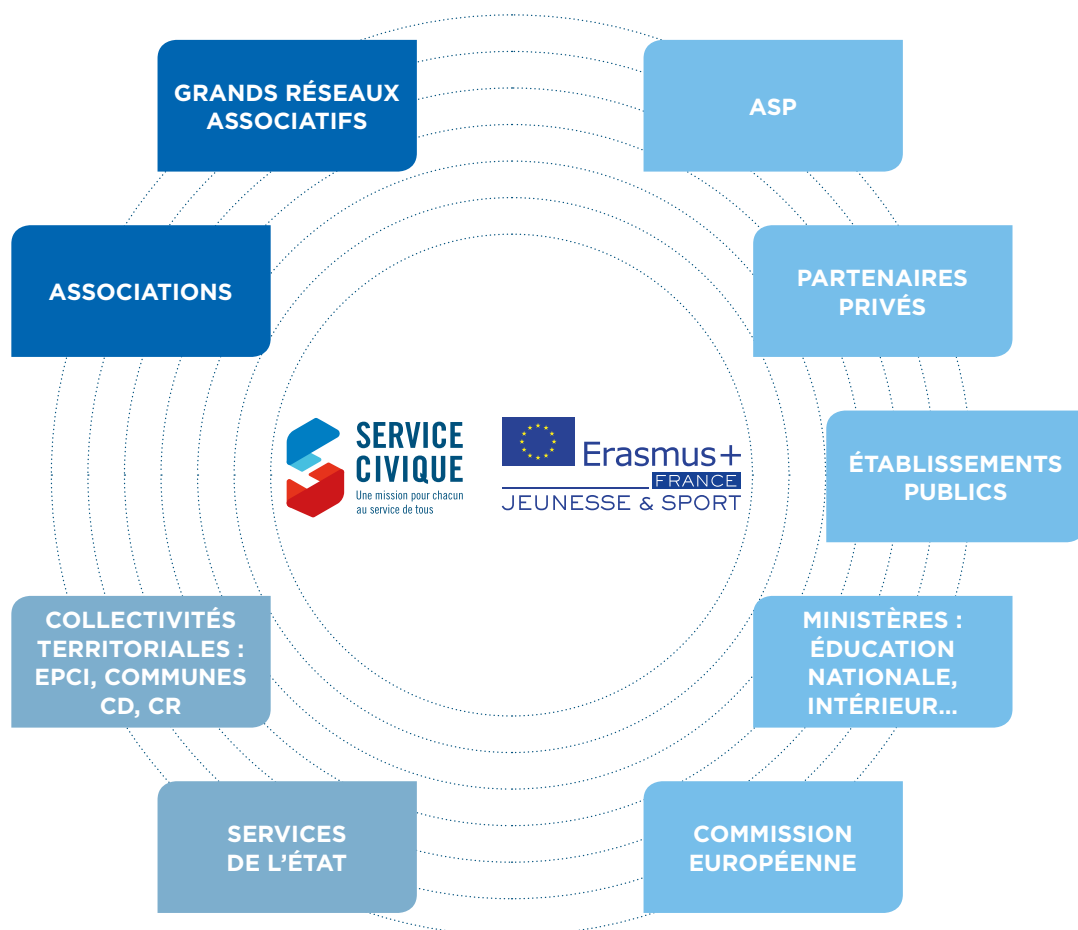 GRANDS RÉSEAUX
ASSOCIATIFS
ASP
ASSOCIATIONS
PARTENAIRES
PRIVÉS
SERVICE
CIVIQUE
Une mission pour chacun
au service de tous
Erasmus+
FRANCE
JEUNESSE & SPORT
ÉTABLISSEMENTS
PUBLICS
COLLECTIVITÉS
TERRITORIALES :
EPCI, COMMUNES
CD, CR
MINISTÈRES :
ÉDUCATION
NATIONALE,
INTÉRIEUR...
SERVICES
DE L’ÉTAT
COMMISSION
EUROPÉENNE